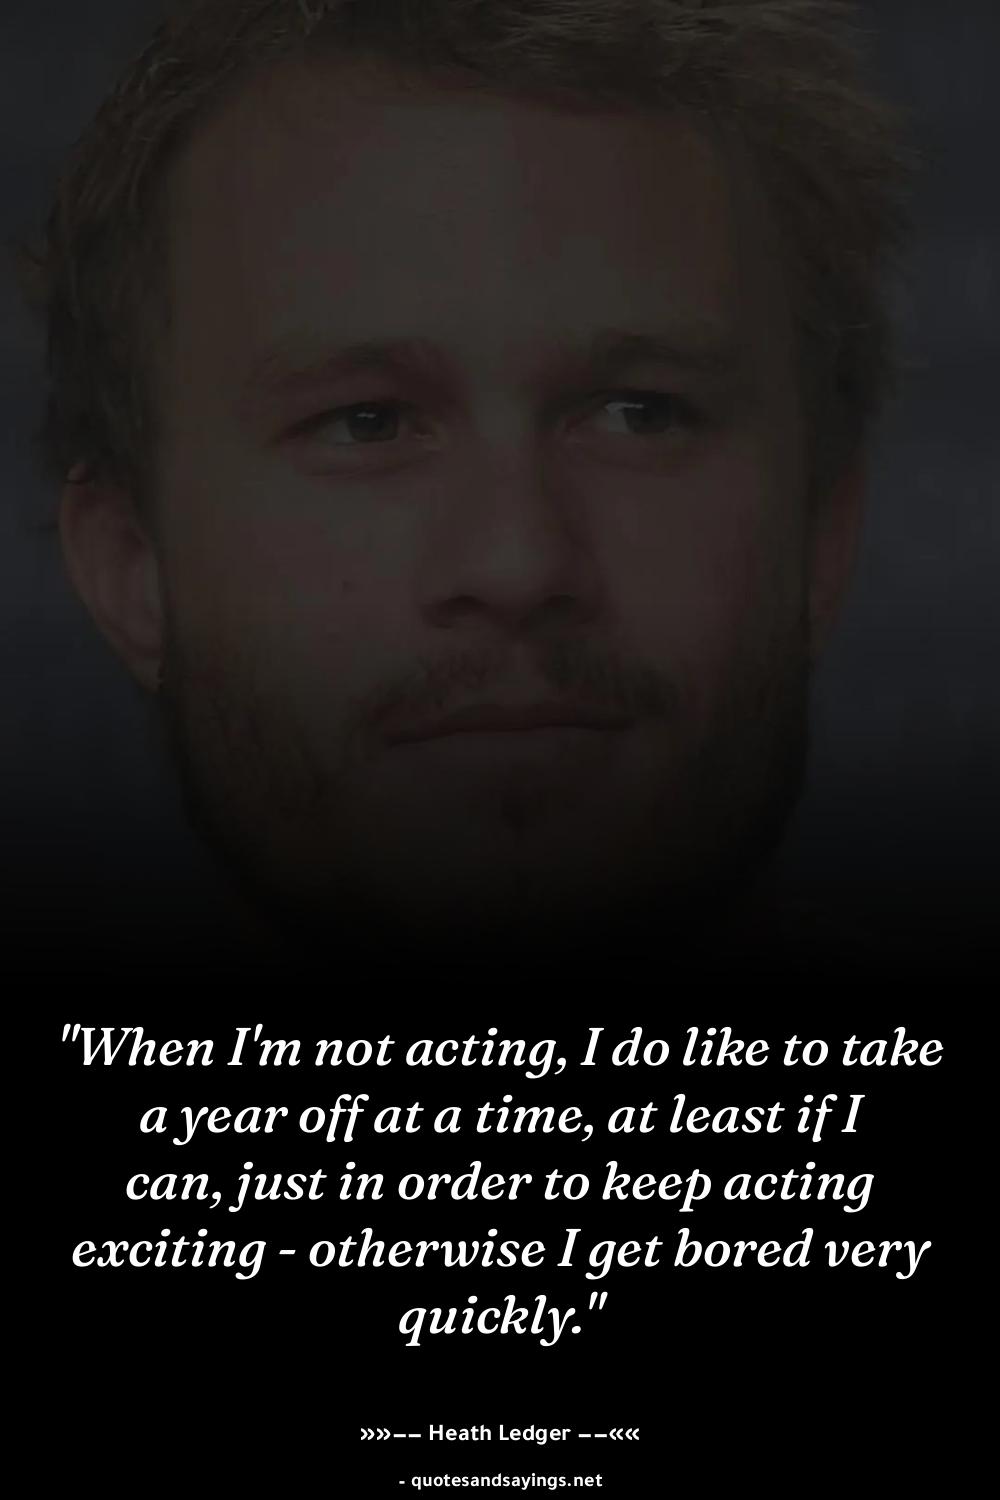 "When I'm not acting, I do like to take
a year off at a time, at least if I
can, just in order to keep acting
exciting - otherwise I get bored very
quickly."
»»−− Heath Ledger −−««
- quotesandsayings.net